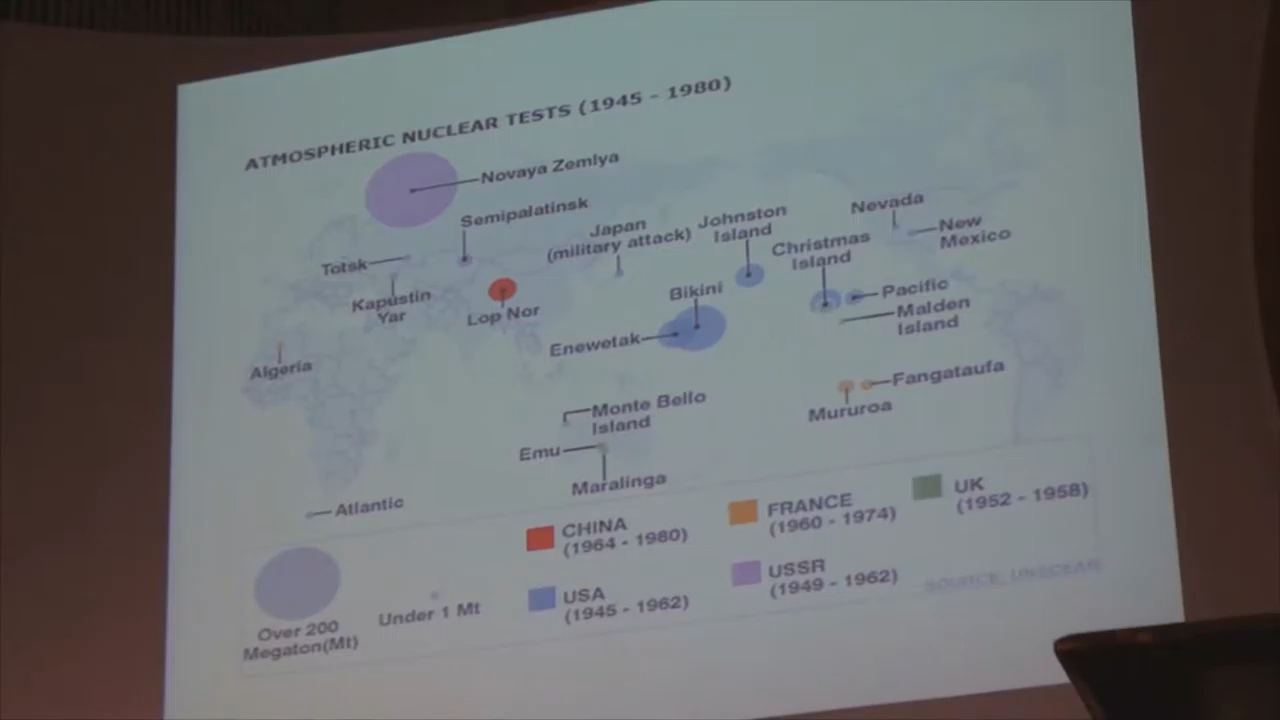 ATMOSPHERIC NUCLEAR TESTS (1945 - 1980)
Novaya Zemlya
Semipalatinsk
Japan
(military attack)
Johnston
Island
Nevada
New
Mexico
Christmas
Island
Totsk
Kapustin
Yar
Lop Nor
Bikini
Pacific
Malden
Island
Enewetak
Algeria
Fangataufa
Mururoa
Monte Bello
Island
Emu
Maralinga
Atlantic
CHINA
(1964 - 1980)
FRANCE
(1960 - 1974)
UK
(1952 - 1958)
Over 200
Megaton(Mt)
Under 1 Mt
USA
(1945 - 1962)
USSR
(1949 - 1962)
SOURCE, UNSCEAR